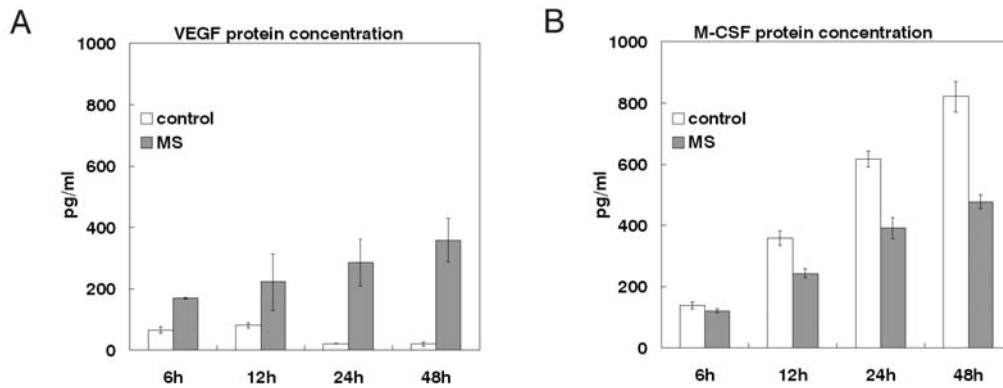 A
VEGF protein concentration
1000
800
600
400
200
0
pg/ml
control
MS
6h 12h 24h 48h
B
M-CSF protein concentration
1000
800
600
400
200
0
pg/ml
control
MS
6h 12h 24h 48h